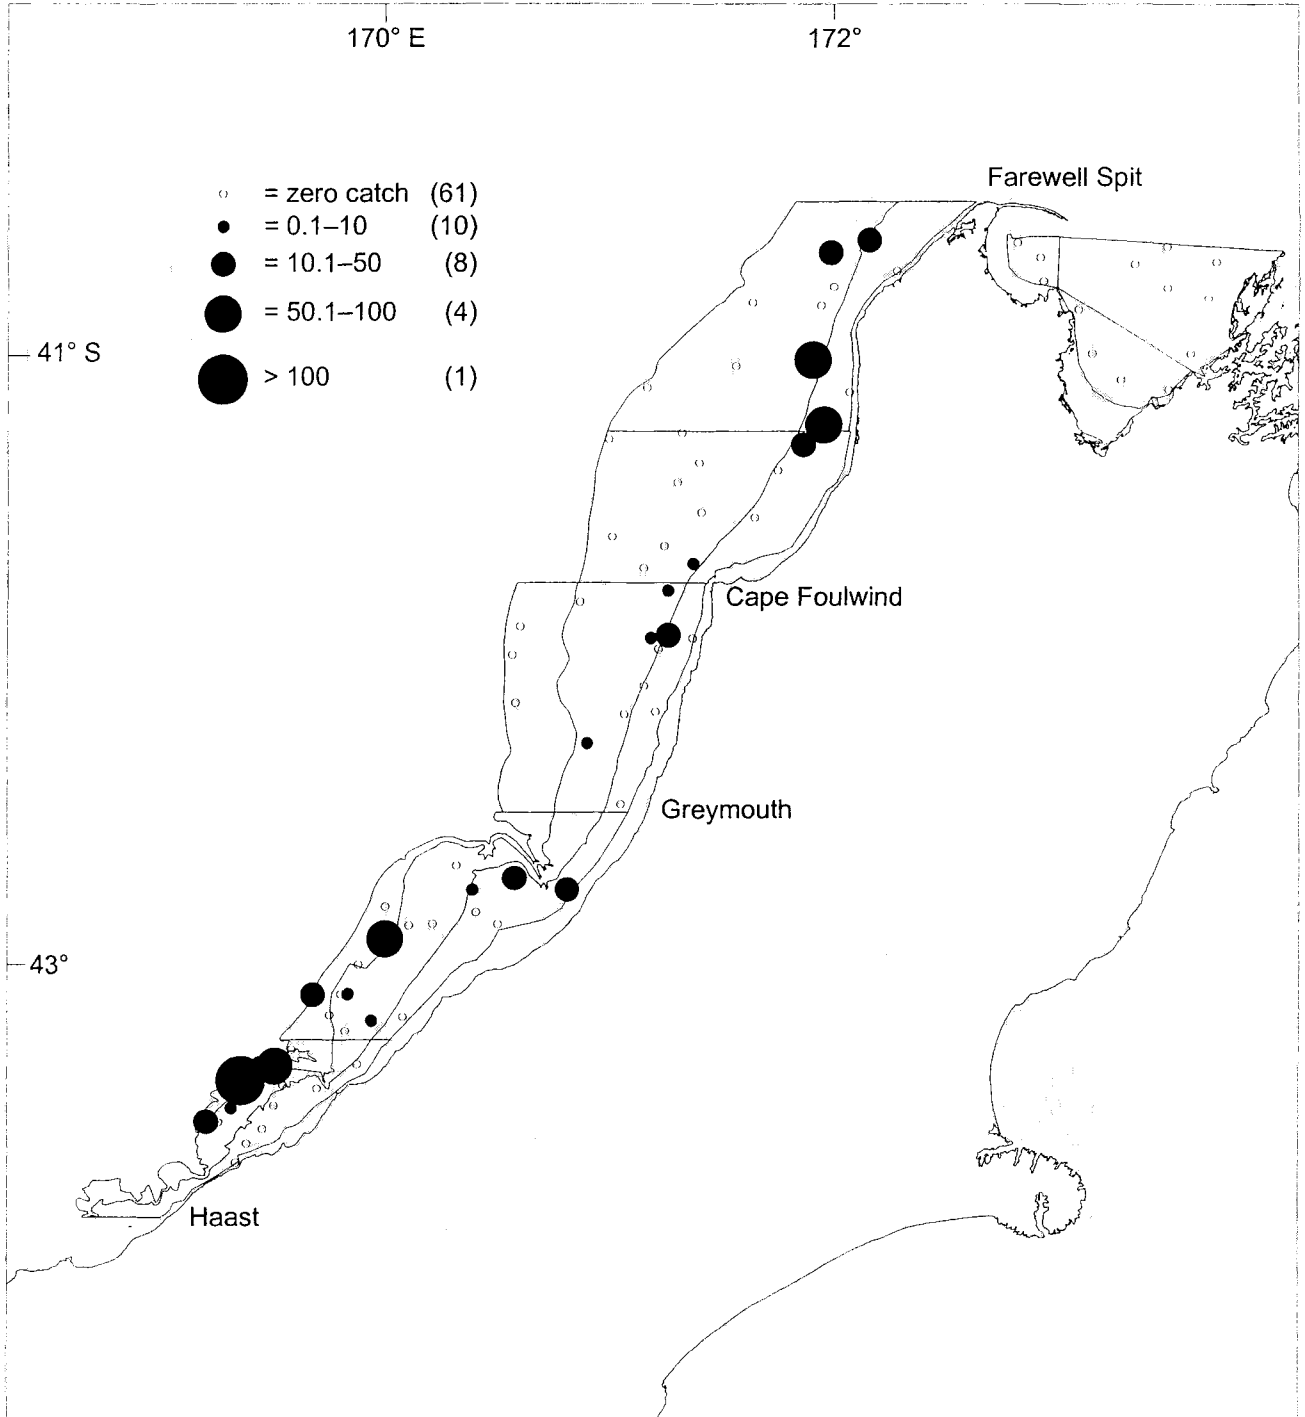 170° E 172°
Farewell Spit
= zero catch (61)
= 0.1–10 (10)
= 10.1–50 (8)
= 50.1–100 (4)
> 100 (1)
41° S
Cape Foulwind
Greymouth
43°
Haast